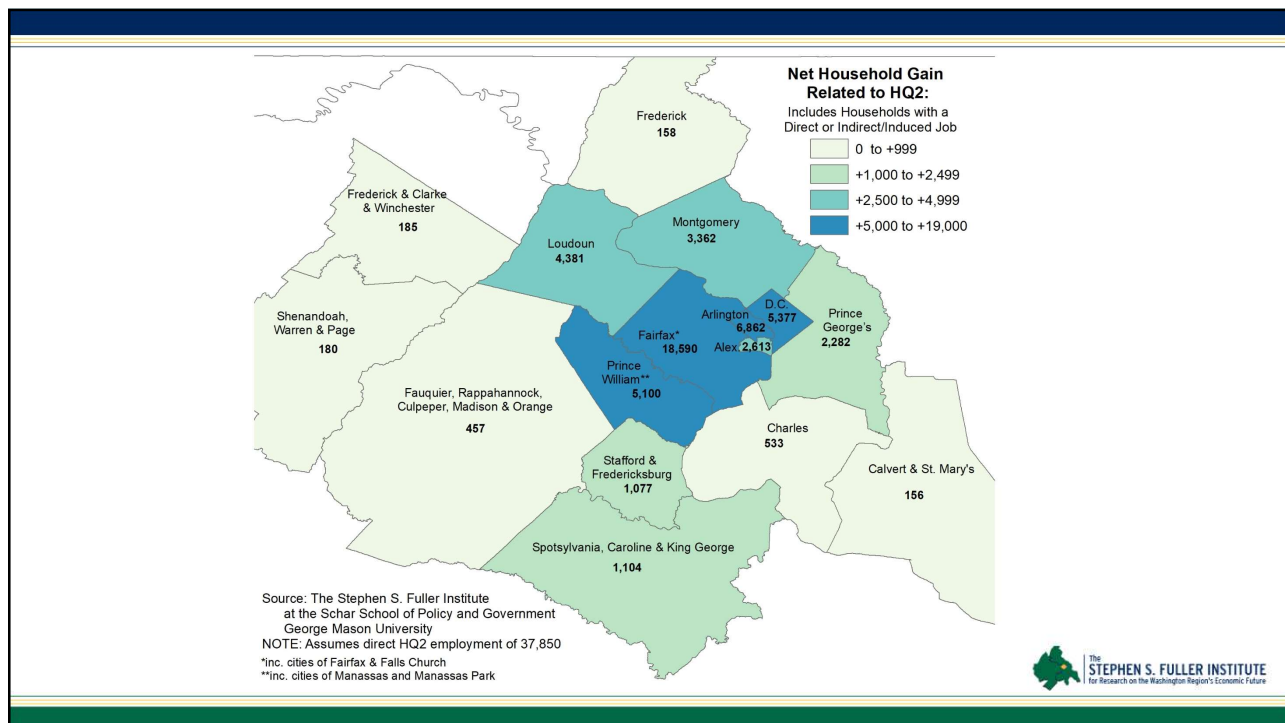 Net Household Gain
Related to HQ2:
Includes Households with a
Direct or Indirect/Induced Job
0 to +999
+1,000 to +2,499
+2,500 to +4,999
+5,000 to +19,000
Frederick
158
Frederick & Clarke
& Winchester
185
Loudoun
4,381
Montgomery
3,362
Shenandoah,
Warren & Page
180
D.C.
5,377
Arlington
6,862
Fairfax*
18,590
Alex.
2,613
Prince
George's
2,282
Prince
William**
5,100
Fauquier, Rappahannock,
Culpeper, Madison & Orange
457
Charles
533
Calvert & St. Mary's
156
Stafford &
Fredericksburg
1,077
Spotsylvania, Caroline & King George
1,104
Source: The Stephen S. Fuller Institute
at the Schar School of Policy and Government
George Mason University
NOTE: Assumes direct HQ2 employment of 37,850
*inc. cities of Fairfax & Falls Church
**inc. cities of Manassas and Manassas Park
The
STEPHEN S. FULLER INSTITUTE
for Research on the Washington Region's Economic Future